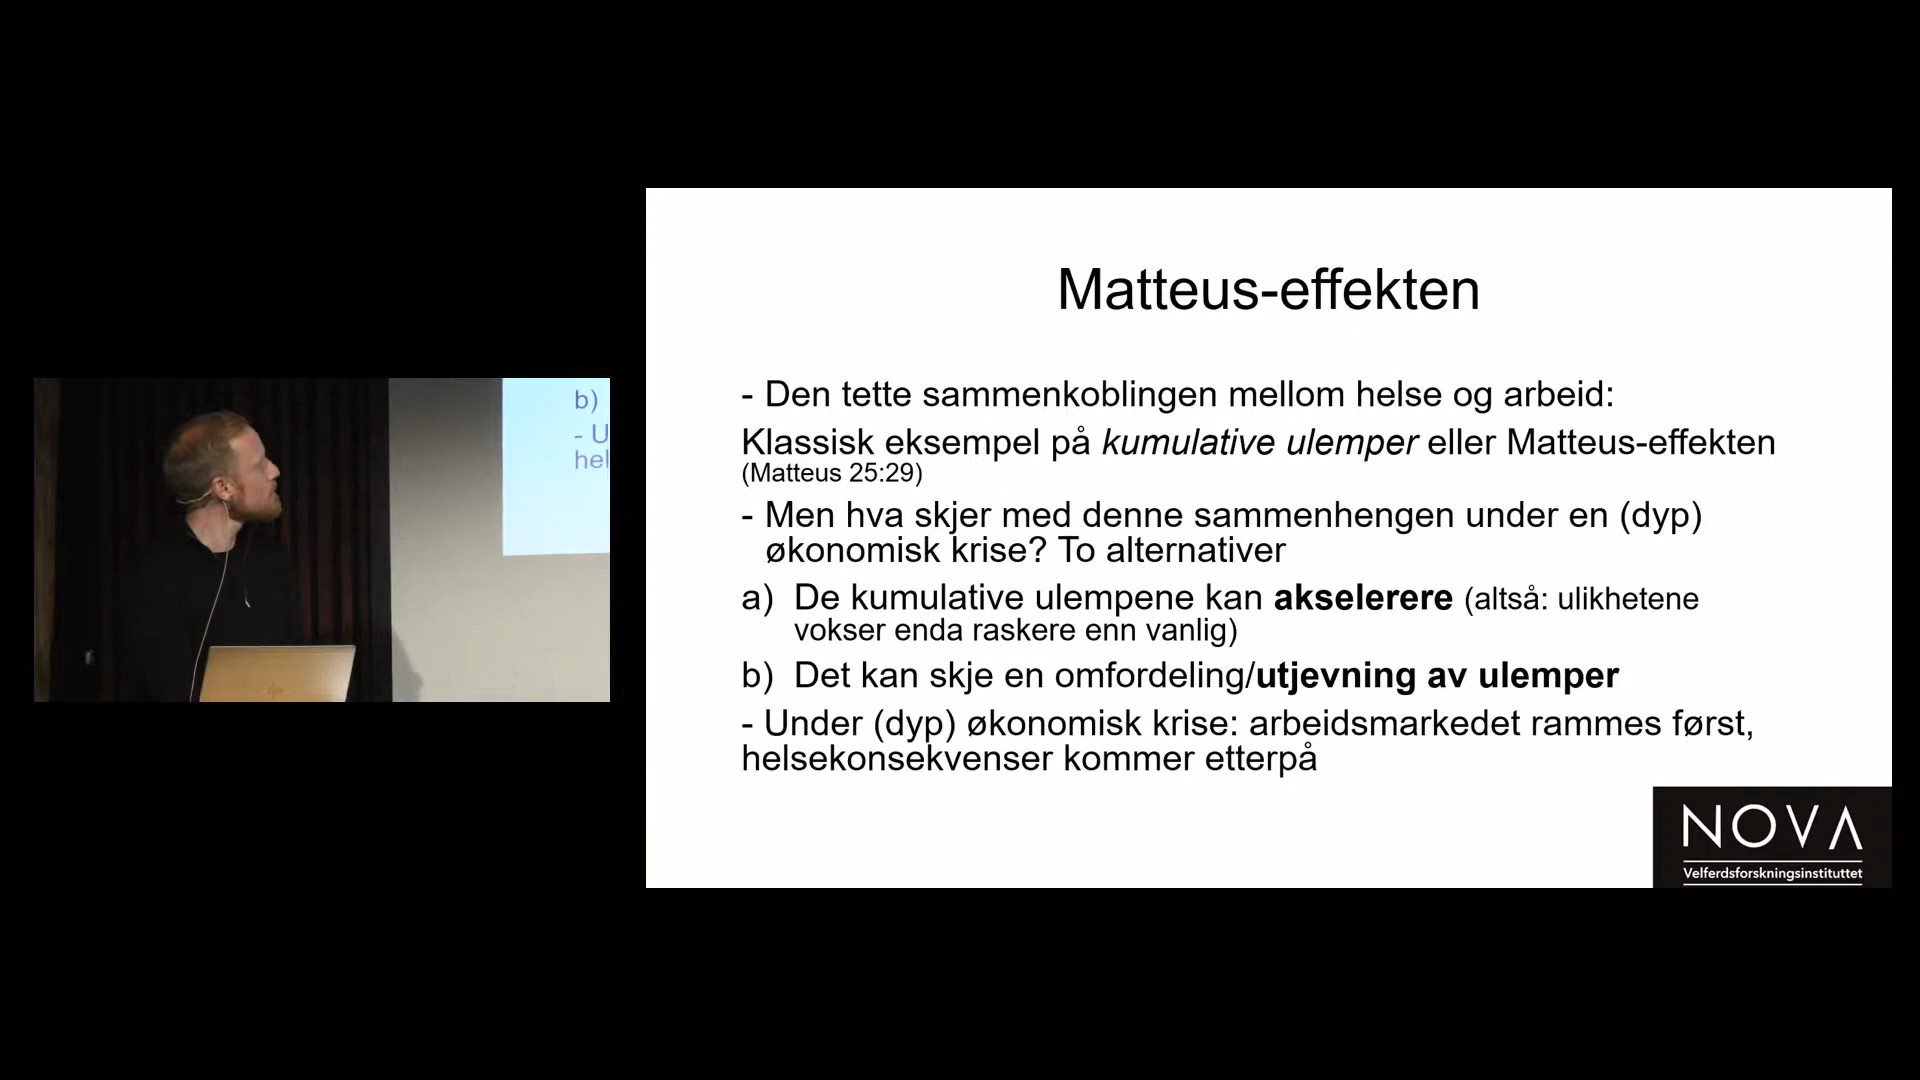 b)
- U
hel
Matteus-effekten
- Den tette sammenkoblingen mellom helse og arbeid:
Klassisk eksempel på kumulative ulemper eller Matteus-effekten
(Matteus 25:29)
- Men hva skjer med denne sammenhengen under en (dyp)
økonomisk krise? To alternativer
a) De kumulative ulempene kan akselerere (altså: ulikhetene
vokser enda raskere enn vanlig)
b) Det kan skje en omfordeling/utjevning av ulemper
- Under (dyp) økonomisk krise: arbeidsmarkedet rammes først,
helsekonsekvenser kommer etterpå
NOVA
Velferdsforskningsinstituttet